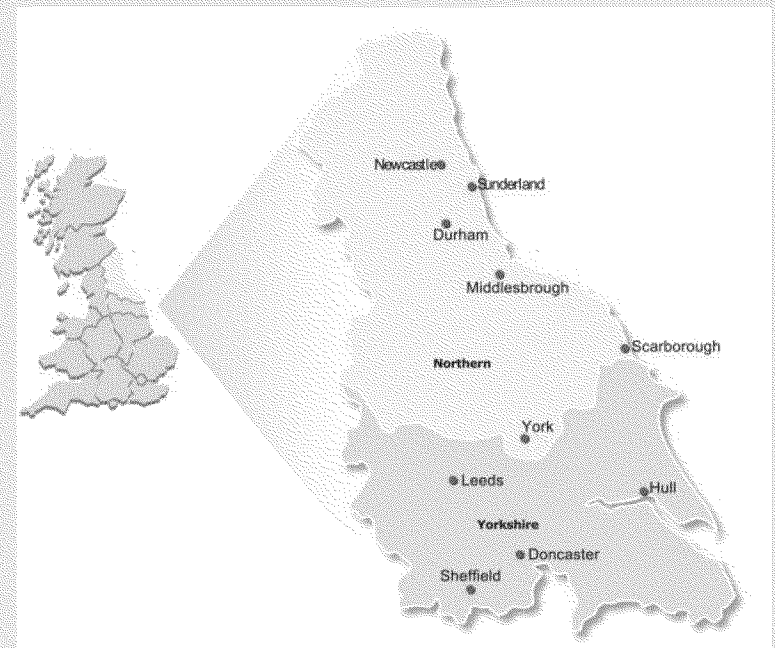 Newcastle
Sunderland
Durham
Middlesbrough
Scarborough
Northern
York
Leeds
Hull
Yorkshire
Doncaster
Sheffield